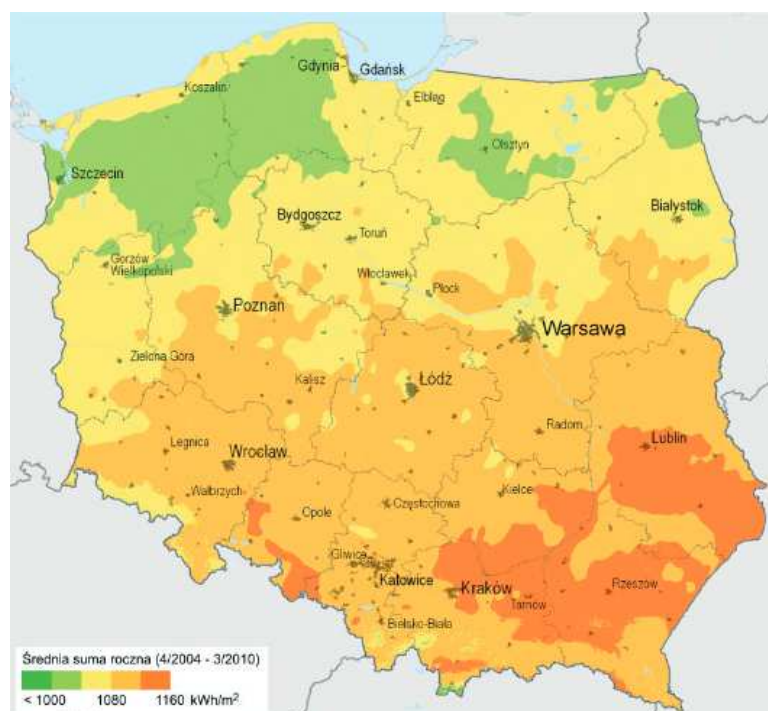 Gdynia
Gdańsk
Koszalin
Elbląg
Olsztyn
Szczecin
Białystok
Bydgoszcz
Toruń
Gorzów
Wielkopolski
Włocławek
Płock
Poznań
Warsawa
Zielona Góra
Kalisz
Łódź
Radom
Legnica
Lublin
Wrocław
Wałbrzych
Kielce
Opole
Częstochowa
Gliwice
Katowice
Kraków
Tarnów
Rzeszów
Bielsko-Biała
Średnia suma roczna (4/2004 - 3/2010)
< 1000 1080 1160 kWh/m²